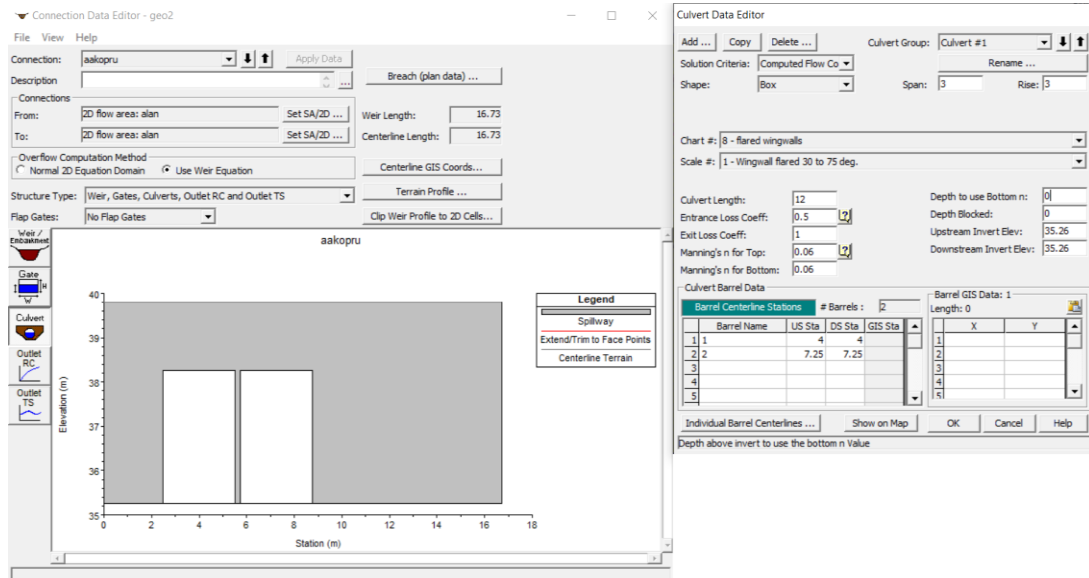 Connection Data Editor - geo2
File View Help
Connection: aakopru Apply Data
Description ...
Breach (plan data) ...
Connections
From: 2D flow area: alan Set SA/2D ...
To: 2D flow area: alan Set SA/2D ...
Weir Length: 16.73
Centerline Length: 16.73
Overflow Computation Method
Normal 2D Equation Domain Use Weir Equation
Centerline GIS Coords...
Structure Type: Weir, Gates, Culverts, Outlet RC and Outlet TS
Terrain Profile ...
Flap Gates: No Flap Gates
Clip Weir Profile to 2D Cells...
Weir /
Embankment
Gate
H
W
Culvert
Outlet
RC
Outlet
TS
aakopru
40
39
38
37
36
35
Elevation (m)
0 2 4 6 8 10 12 14 16 18
Station (m)
Legend
Spillway
Extend/Trim to Face Points
Centerline Terrain
Culvert Data Editor
Add ... Copy Delete ... Culvert Group: Culvert #1
Solution Criteria: Computed Flow Co Rename ...
Shape: Box Span: 3 Rise: 3
Chart #: 8 - flared wingwalls
Scale #: 1 - Wingwall flared 30 to 75 deg.
Culvert Length: 12 Depth to use Bottom n: 0
Entrance Loss Coeff: 0.5 Depth Blocked: 0
Exit Loss Coeff: 1 Upstream Invert Elev: 35.26
Manning's n for Top: 0.06 Downstream Invert Elev: 35.26
Manning's n for Bottom: 0.06
Culvert Barrel Data
Barrel Centerline Stations # Barrels : 2
Barrel Name US Sta DS Sta GIS Sta
1 1 4 4
2 2 7.25 7.25
3
4
5
Barrel GIS Data: 1
Length: 0
X Y
1
2
3
4
5
Individual Barrel Centerlines ... Show on Map OK Cancel Help
Depth above invert to use the bottom n Value